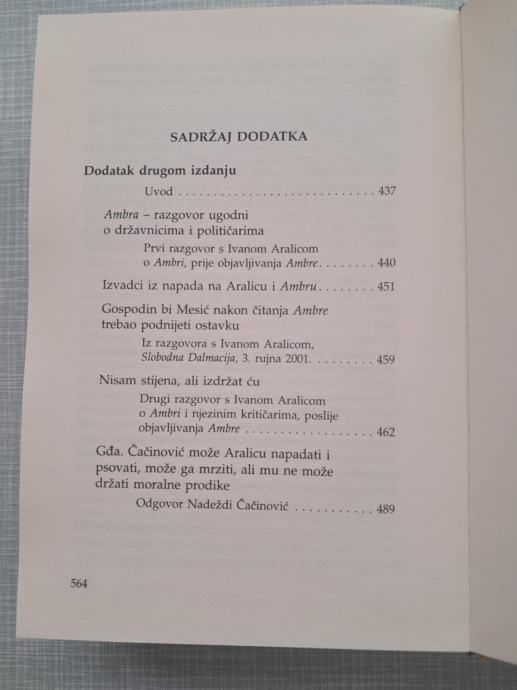 SADRŽAJ DODATKA
Dodatak drugom izdanju
Uvod . . . . . . . . . . . . . . . . . . . . . . . . . . . . 437
Ambra – razgovor ugodni
o državnicima i političarima
Prvi razgovor s Ivanom Aralicom
o Ambri, prije objavljivanja Ambre. . . . . . . . 440
Izvadci iz napada na Aralicu i Ambru. . . . . . . . 451
Gospodin bi Mesić nakon čitanja Ambre
trebao podnijeti ostavku
Iz razgovora s Ivanom Aralicom,
Slobodna Dalmacija, 3. rujna 2001. . . . . . . . . 459
Nisam stijena, ali izdržat ću
Drugi razgovor s Ivanom Aralicom
o Ambri i njezinim kritičarima, poslije
objavljivanja Ambre . . . . . . . . . . . . . . . . . . 462
Gđa. Čačinović može Aralicu napadati i
psovati, može ga mrziti, ali mu ne može
držati moralne prodike
Odgovor Nadeždi Čačinović . . . . . . . . . . . 489
564